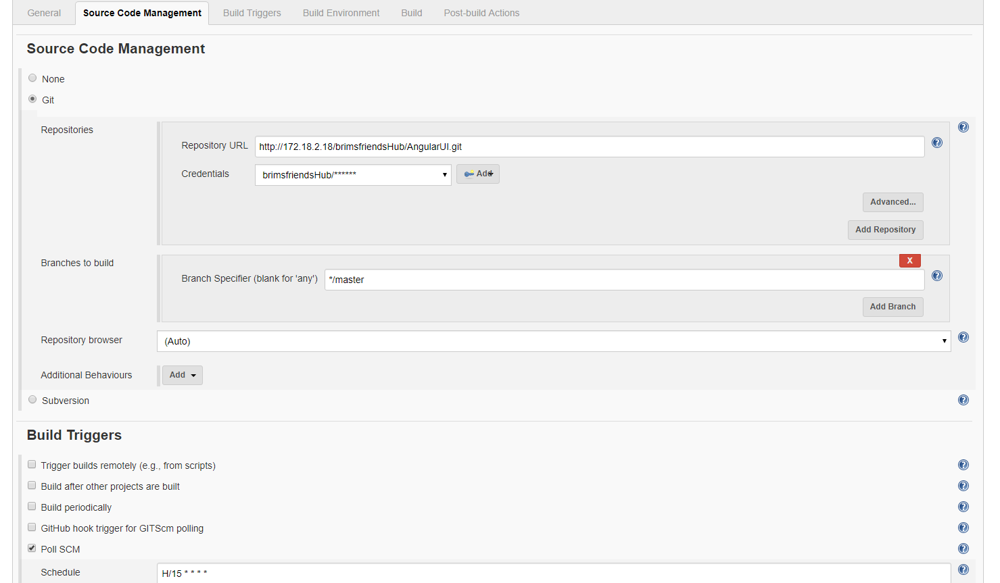 General Source Code Management Build Triggers Build Environment Build Post-build Actions
Source Code Management
None
Git
Repositories
Repository URL http://172.18.2.18/brimsfriendsHub/AngularUI.git
Credentials brimsfriendsHub/****** Add
Advanced...
Add Repository
Branches to build
X
Branch Specifier (blank for 'any') */master
Add Branch
Repository browser (Auto)
Additional Behaviours Add
Subversion
Build Triggers
Trigger builds remotely (e.g., from scripts)
Build after other projects are built
Build periodically
GitHub hook trigger for GITScm polling
Poll SCM
Schedule H/15 * * * *